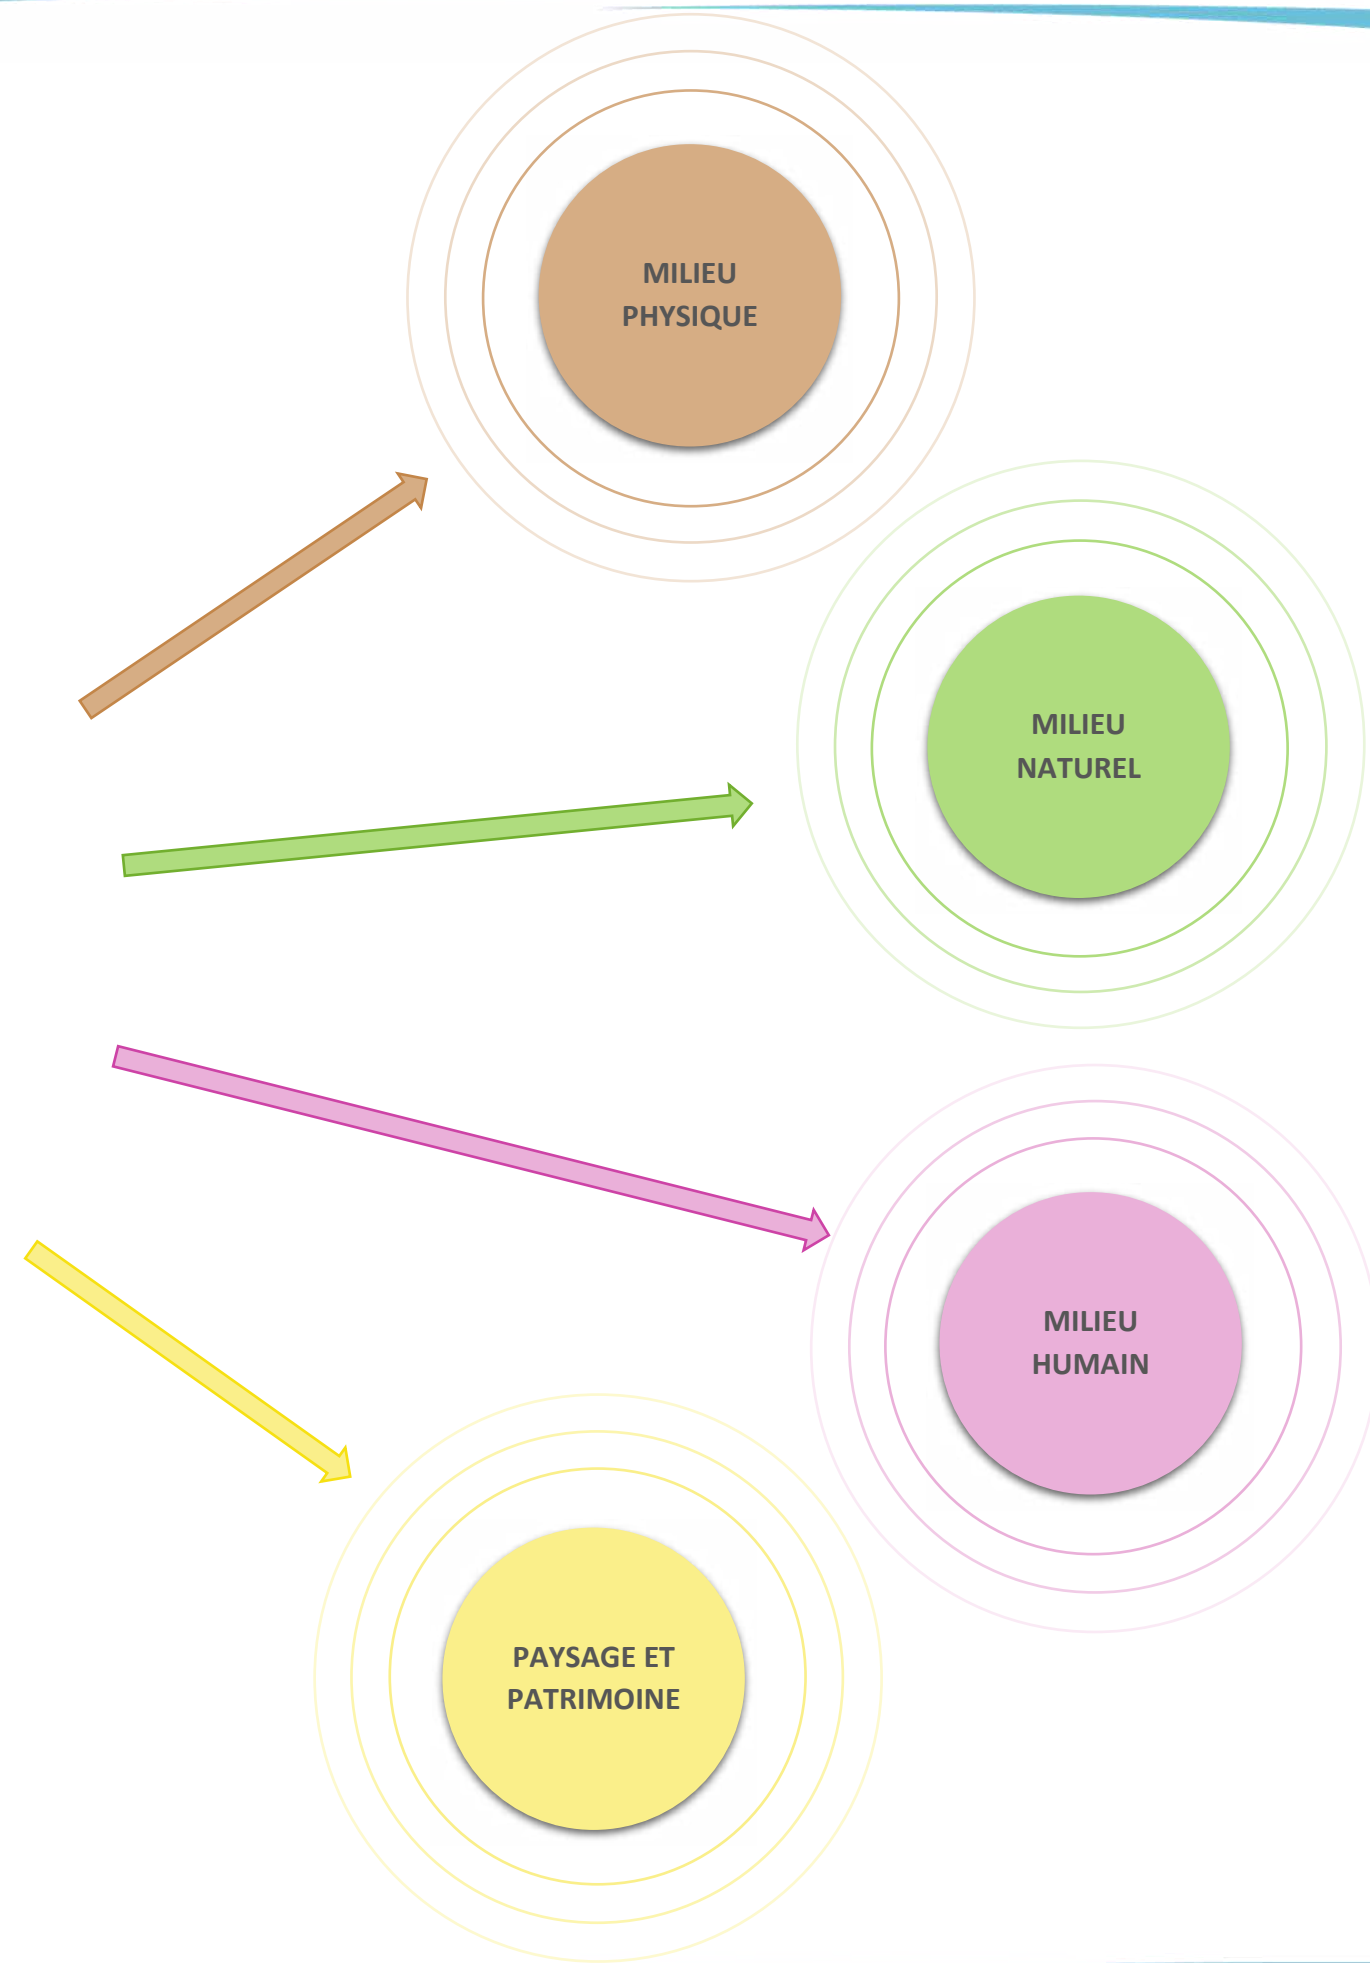 MILIEU
PHYSIQUE
MILIEU
NATUREL
MILIEU
HUMAIN
PAYSAGE ET
PATRIMOINE